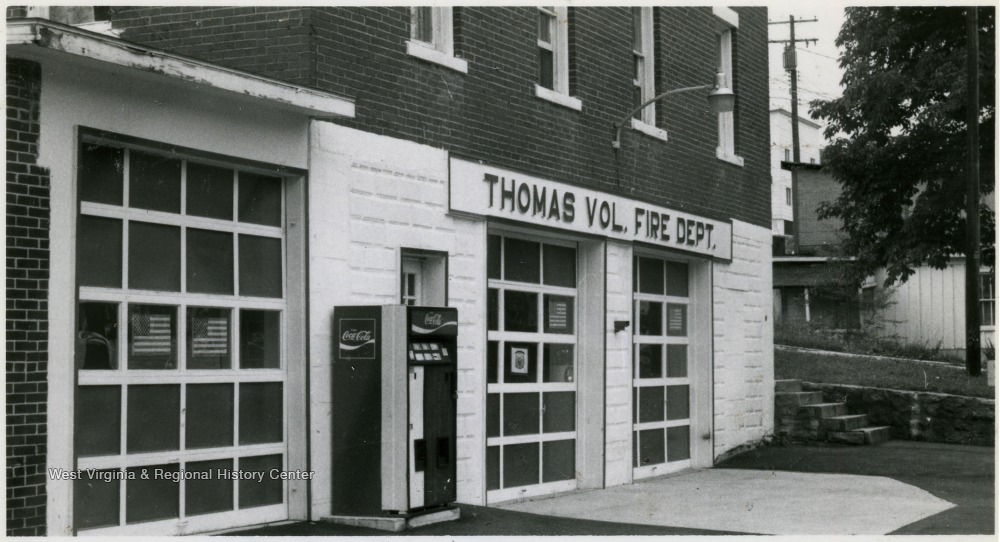 THOMAS VOL. FIRE DEPT.
Coca-Cola
Coca-Cola
West Virginia & Regional History Center